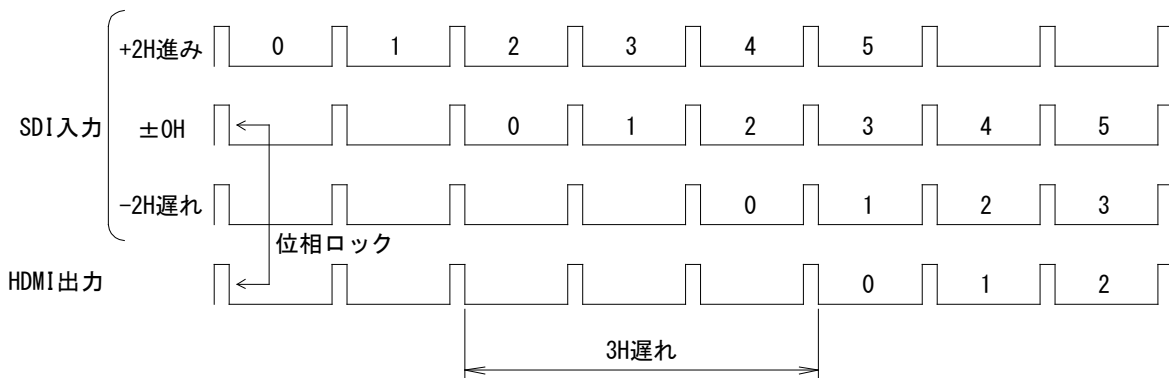 +2H進み 0 1 2 3 4 5
SDI入力 ±0H 0 1 2 3 4 5
-2H遅れ 0 1 2 3
位相ロック
HDMI出力 0 1 2
3H遅れ